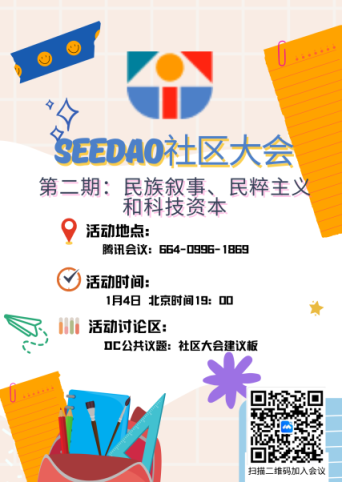 SEEDAO社区大会
第二期：民族叙事、民粹主义
和科技资本
活动地点：
腾讯会议：664-0996-1869
活动时间：
1月4日 北京时间19：00
活动讨论区：
DC公共议题：社区大会建议板
扫描二维码加入会议